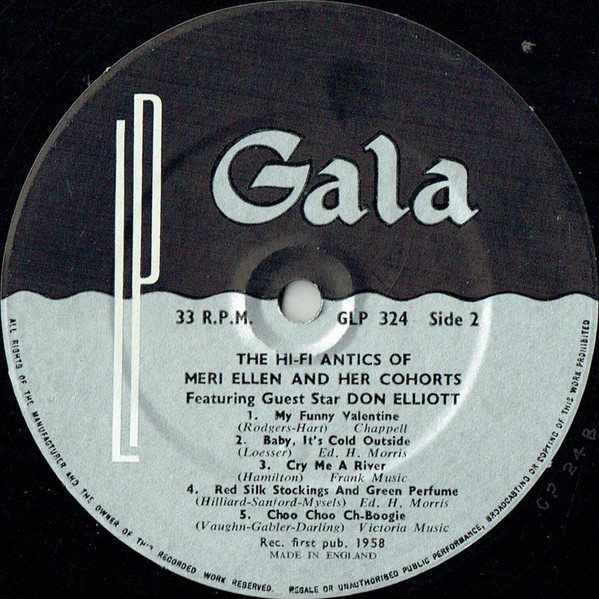 LP
Gala
33 R.P.M. GLP 324 Side 2
THE HI-FI ANTICS OF
MERI ELLEN AND HER COHORTS
Featuring Guest Star DON ELLIOTT
1. My Funny Valentine
(Rodgers-Hart) Chappell
2. Baby, It's Cold Outside
(Loesser) Ed. H. Morris
3. Cry Me A River
(Hamilton) Frank Music
4. Red Silk Stockings And Green Perfume
(Hilliard-Sanford-Mysels) Ed. H. Morris
5. Choo Choo Ch-Boogie
(Vaughn-Gabler-Darling) Victoria Music
Rec. first pub. 1958
MADE IN ENGLAND
ALL RIGHTS OF THE MANUFACTURER AND THE OWNER OF THIS RECORDED WORK RESERVED. RESALE OR UNAUTHORISED PUBLIC PERFORMANCE, BROADCASTING OR COPYING OF THIS WORK PROHIBITED